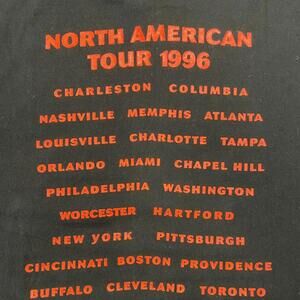 NORTH AMERICAN
TOUR 1996
CHARLESTON COLUMBIA
NASHVILLE MEMPHIS ATLANTA
LOUISVILLE CHARLOTTE TAMPA
ORLANDO MIAMI CHAPEL HILL
PHILADELPHIA WASHINGTON
WORCESTER HARTFORD
NEW YORK PITTSBURGH
CINCINNATI BOSTON PROVIDENCE
BUFFALO CLEVELAND TORONTO